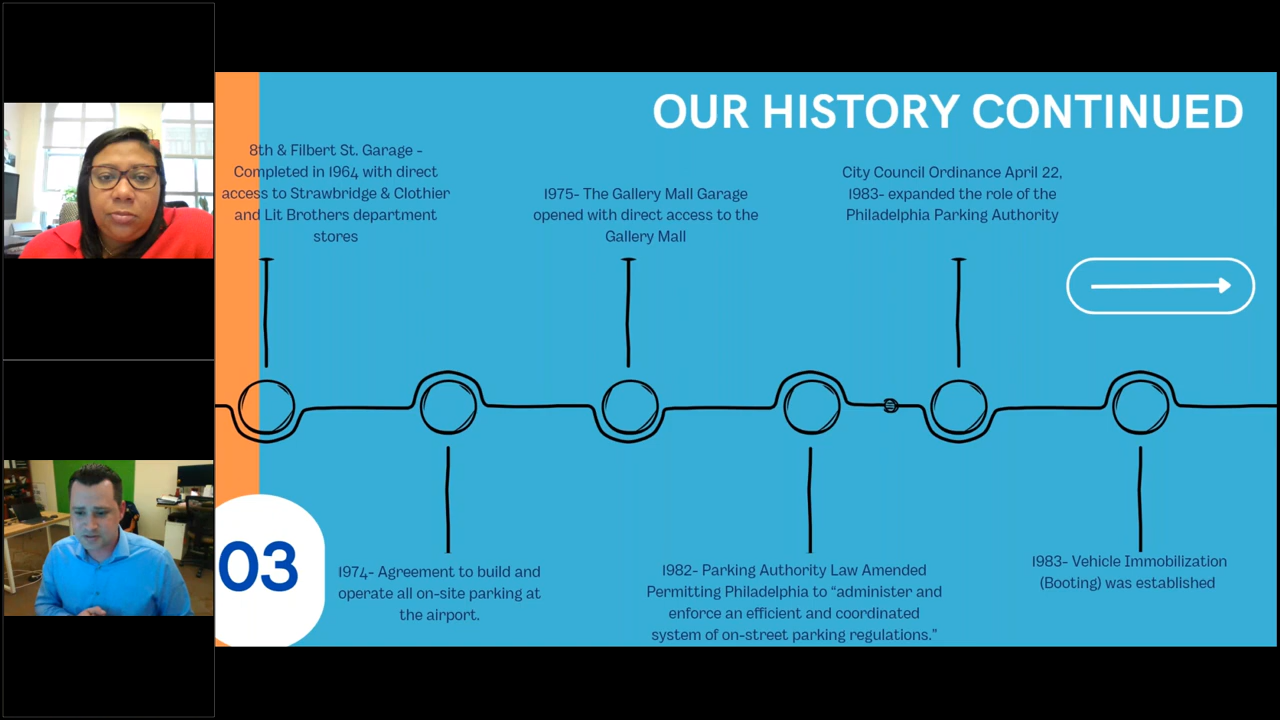 OUR HISTORY CONTINUED
8th & Filbert St. Garage -
Completed in 1964 with direct
access to Strawbridge & Clothier
and Lit Brothers department
stores
1975- The Gallery Mall Garage
opened with direct access to the
Gallery Mall
City Council Ordinance April 22,
1983- expanded the role of the
Philadelphia Parking Authority
03
1974- Agreement to build and
operate all on-site parking at
the airport.
1982- Parking Authority Law Amended
Permitting Philadelphia to “administer and
enforce an efficient and coordinated
system of on-street parking regulations.”
1983- Vehicle Immobilization
(Booting) was established